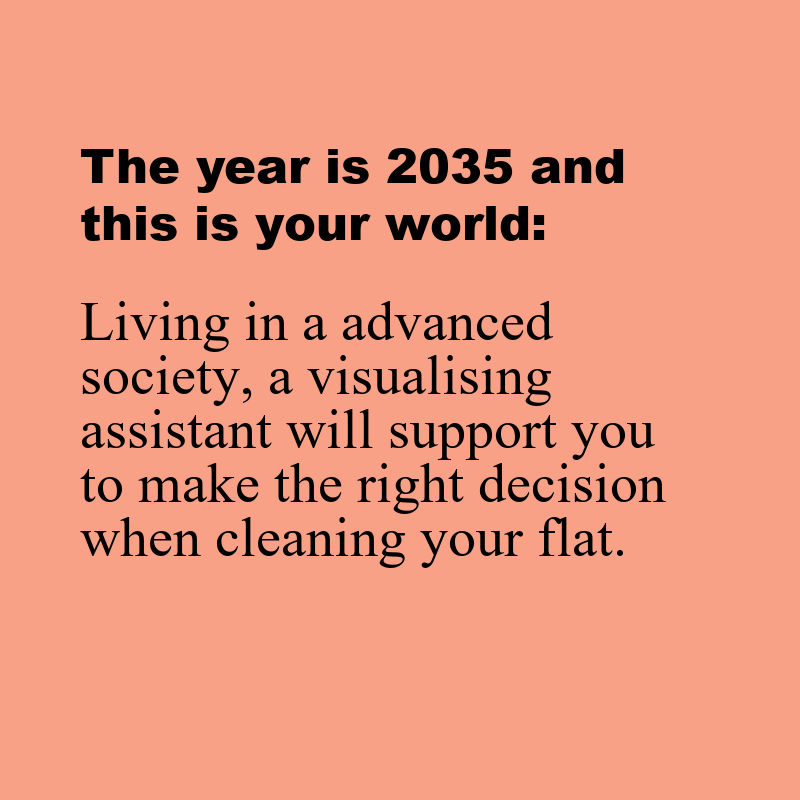 The year is 2035 and
this is your world:
Living in a advanced
society, a visualising
assistant will support you
to make the right decision
when cleaning your flat.